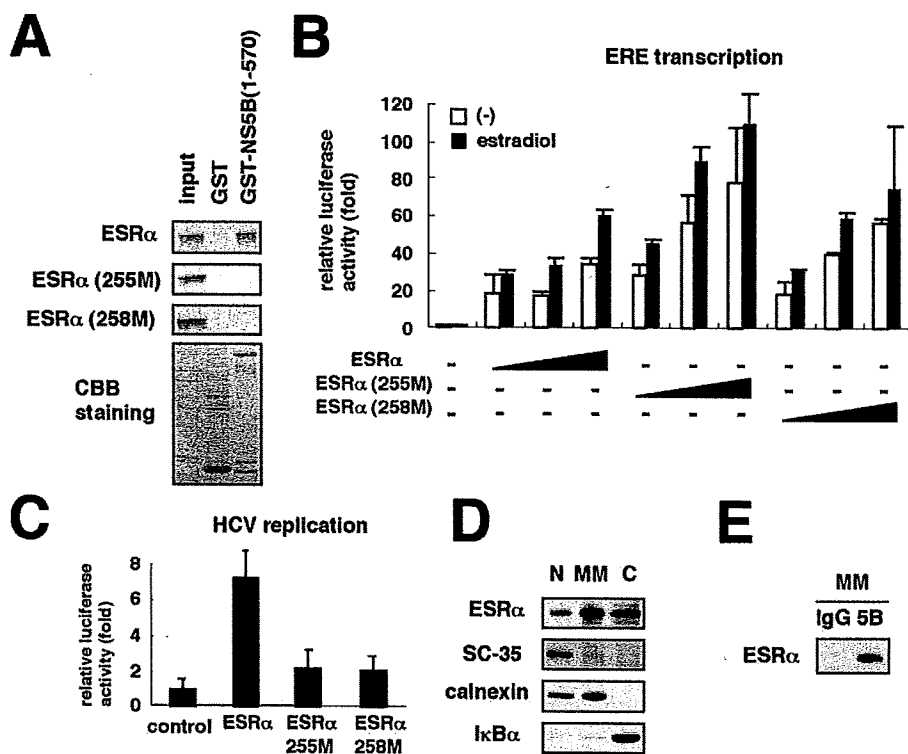 A
input
GST
GST-NS5B(1-570)
ESRα
ESRα (255M)
ESRα (258M)
CBB
staining
B
ERE transcription
relative luciferase
activity (fold)
120
100
80
60
40
20
0
(-)
estradiol
ESRα - - - - - - -
ESRα (255M) - - - - - - -
ESRα (258M) - - - - - - -
C
HCV replication
relative luciferase
activity (fold)
8
6
4
2
0
control ESRα ESRα 255M ESRα 258M
D
N MM C
ESRα
SC-35
calnexin
IκBα
E
MM
IgG 5B
ESRα